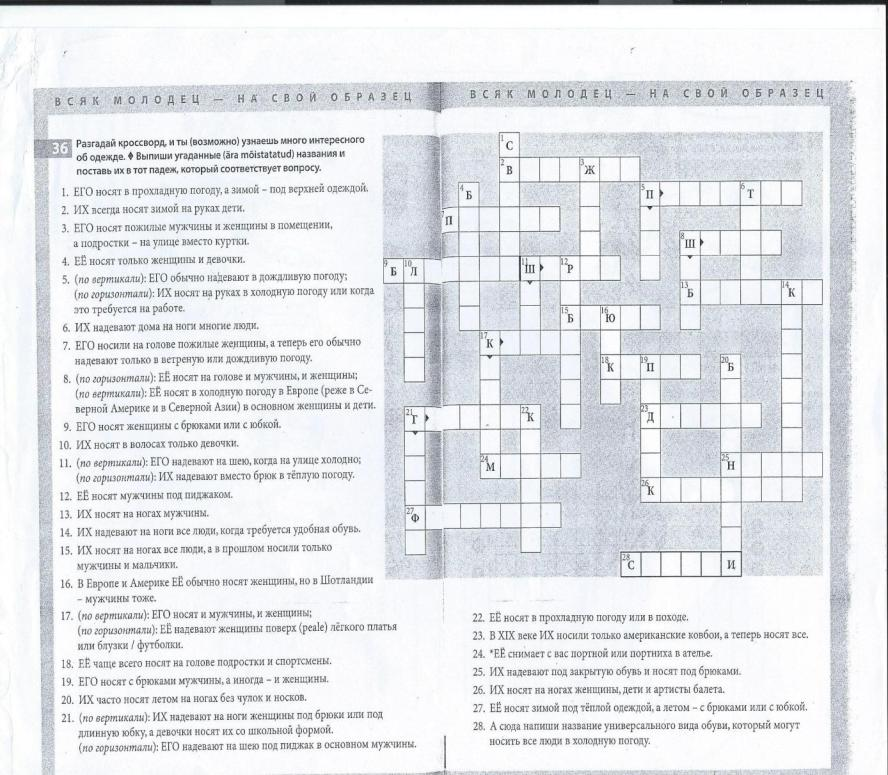 ВСЯК МОЛОДЕЦ — НА СВОЙ ОБРАЗЕЦ
ВСЯК МОЛОДЕЦ — НА СВОЙ ОБРАЗЕЦ
36 Разгадай кроссворд, и ты (возможно) узнаешь много интересного
об одежде. ♦ Выпиши угаданные (ära mõistatatud) названия и
поставь их в тот падеж, который соответствует вопросу.
1. ЕГО носят в прохладную погоду, а зимой – под верхней одеждой.
2. ИХ всегда носят зимой на руках дети.
3. ЕГО носят пожилые мужчины и женщины в помещении,
а подростки – на улице вместо куртки.
4. ЕЁ носят только женщины и девочки.
5. (по вертикали): ЕГО обычно надевают в дождливую погоду;
(по горизонтали): ИХ носят на руках в холодную погоду или когда
это требуется на работе.
6. ИХ надевают дома на ноги многие люди.
7. ЕГО носили на голове пожилые женщины, а теперь его обычно
надевают только в ветреную или дождливую погоду.
8. (по горизонтали): ЕЁ носят на голове и мужчины, и женщины;
(по вертикали): ЕЁ носят в холодную погоду в Европе (реже в Се-
верной Америке и в Северной Азии) в основном женщины и дети.
9. ЕГО носят женщины с брюками или с юбкой.
10. ИХ носят в волосах только девочки.
11. (по вертикали): ЕГО надевают на шею, когда на улице холодно;
(по горизонтали): ИХ надевают вместо брюк в тёплую погоду.
12. ЕЁ носят мужчины под пиджаком.
13. ИХ носят на ногах мужчины.
14. ИХ надевают на ноги все люди, когда требуется удобная обувь.
15. ИХ носят на ногах все люди, а в прошлом носили только
мужчины и мальчики.
16. В Европе и Америке ЕЁ обычно носят женщины, но в Шотландии
– мужчины тоже.
17. (по вертикали): ЕГО носят и мужчины, и женщины;
(по горизонтали): ЕЁ надевают женщины поверх (peale) лёгкого платья
или блузки / футболки.
18. ЕЁ чаще всего носят на голове подростки и спортсмены.
19. ЕГО носят с брюками мужчины, а иногда – и женщины.
20. ИХ часто носят летом на ногах без чулок и носков.
21. (по вертикали): ИХ надевают на ноги женщины под брюки или под
длинную юбку, а девочки носят их со школьной формой.
(по горизонтали): ЕГО надевают на шею под пиджак в основном мужчины.
1 С
2 В 3 Ж
4 Б 5 П 6 Т
7 П
8 Ш
9 Б 10 Л 11 Ш 12 Р
13 Б 14 К
15 Б 16 Ю
17 К
18 К 19 П 20 Б
21 Г 22 К 23 Д
24 М 25 Н
26 К
27 Ф
28 С И
22. ЕЁ носят в прохладную погоду или в походе.
23. В XIX веке ИХ носили только американские ковбои, а теперь носят все.
24. *ЕЁ снимает с вас портной или портниха в ателье.
25. ИХ надевают под закрытую обувь и носят под брюками.
26. ИХ носят на ногах женщины, дети и артисты балета.
27. ЕЁ носят зимой под тёплой одеждой, а летом – с брюками или с юбкой.
28. А сюда напиши название универсального вида обуви, который могут
носить все люди в холодную погоду.